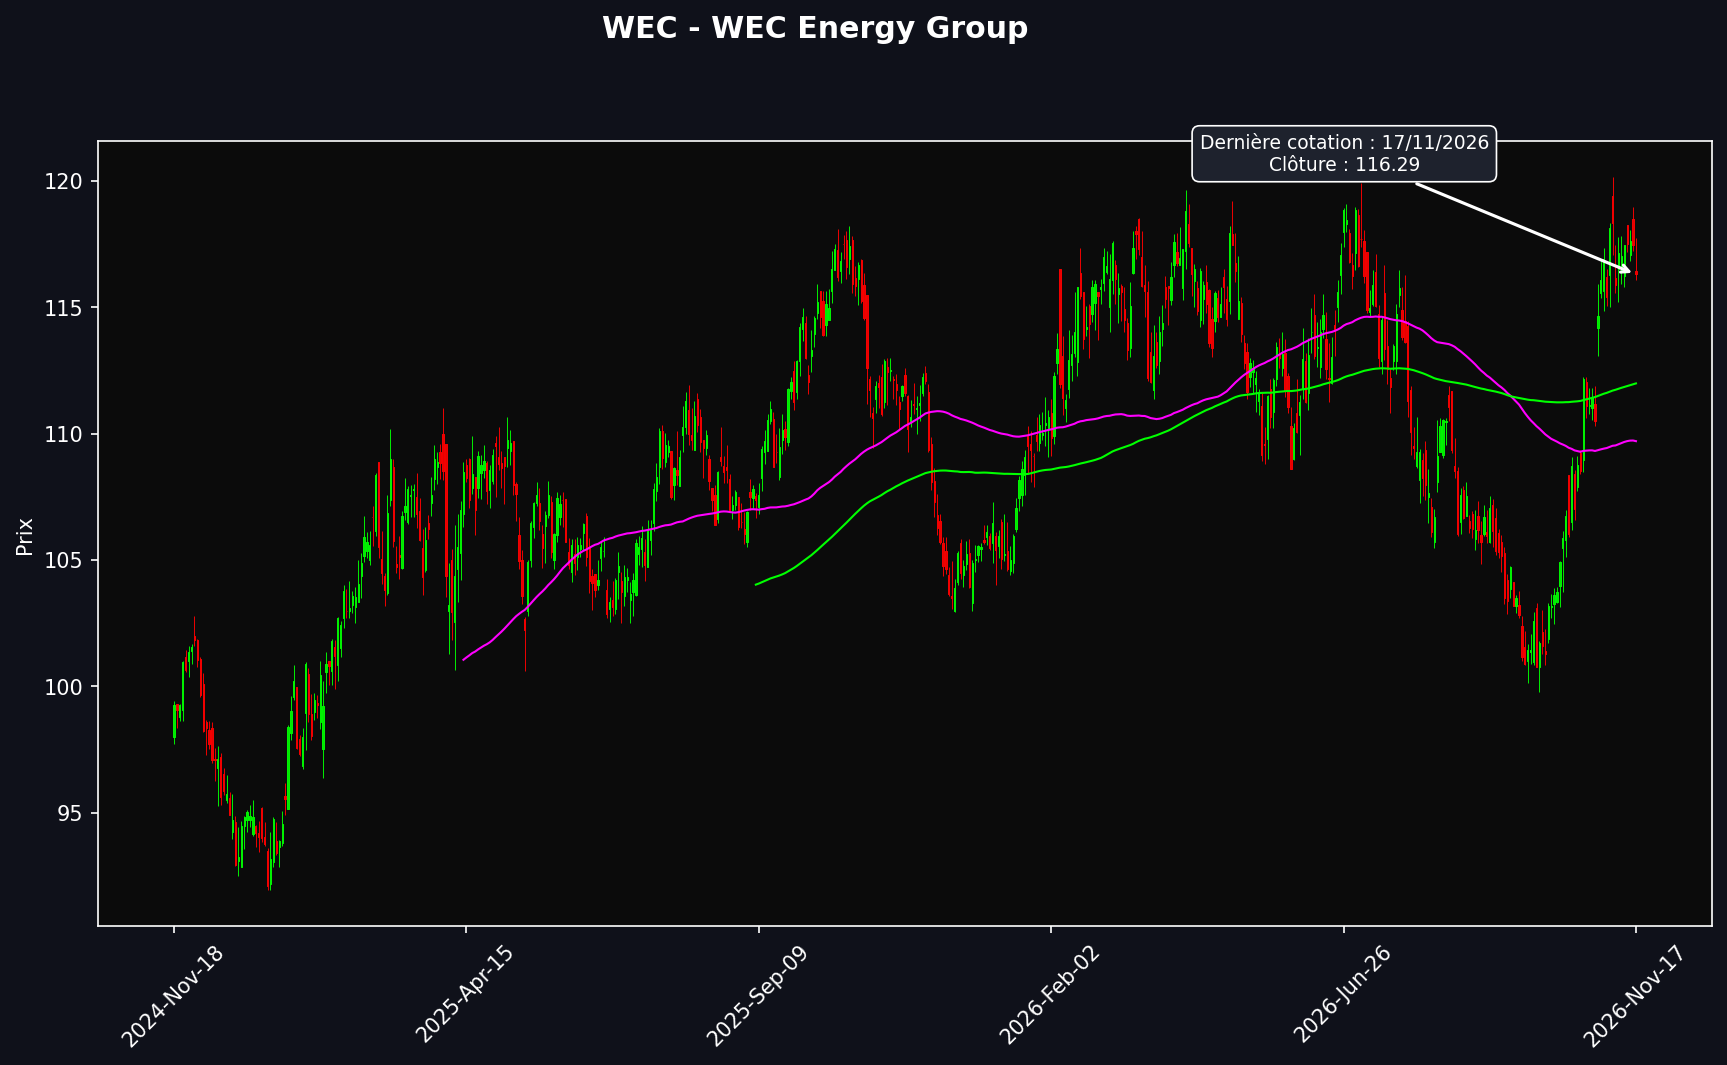 WEC - WEC Energy Group
Dernière cotation : 17/11/2026
Clôture : 116.29
Prix
120
115
110
105
100
95
2024-Nov-18
2025-Apr-15
2025-Sep-09
2026-Feb-02
2026-Jun-26
2026-Nov-17